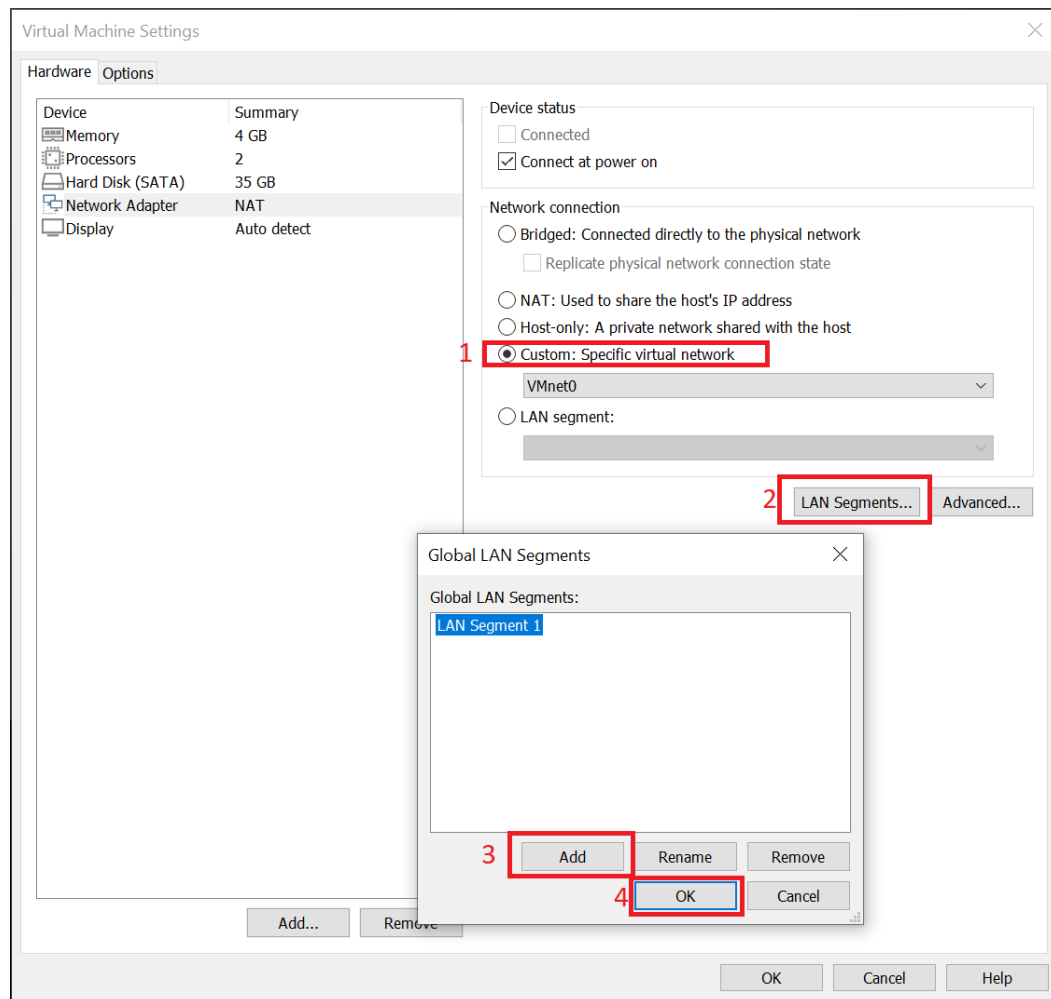 Virtual Machine Settings
Hardware Options
Device Summary
Memory 4 GB
Processors 2
Hard Disk (SATA) 35 GB
Network Adapter NAT
Display Auto detect
Device status
Connected
Connect at power on
Network connection
Bridged: Connected directly to the physical network
Replicate physical network connection state
NAT: Used to share the host's IP address
Host-only: A private network shared with the host
1 Custom: Specific virtual network
VMnet0
LAN segment:
2 LAN Segments... Advanced...
Global LAN Segments
Global LAN Segments:
LAN Segment 1
3 Add Rename Remove
4 OK Cancel
Add... Remove
OK Cancel Help